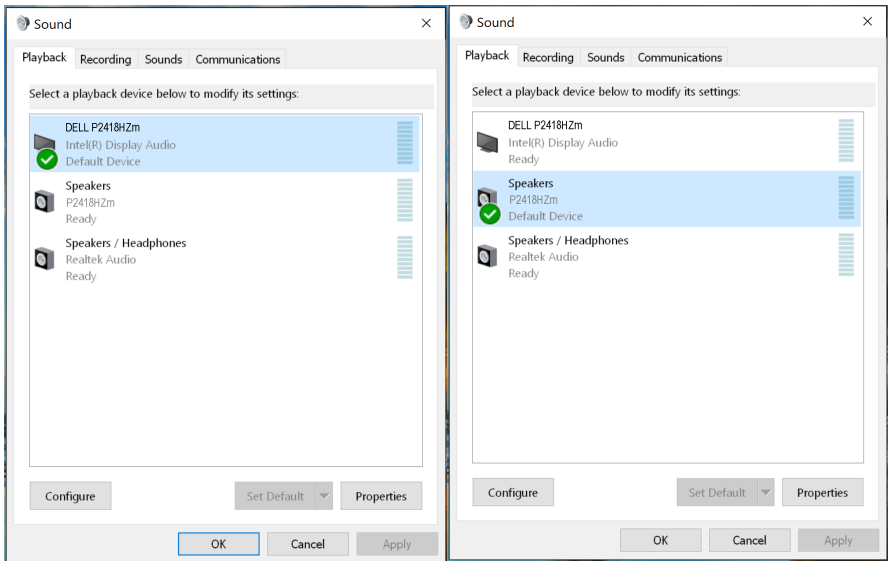 Sound
Playback Recording Sounds Communications
Select a playback device below to modify its settings:
DELL P2418HZm
Intel(R) Display Audio
Default Device
Speakers
P2418HZm
Ready
Speakers / Headphones
Realtek Audio
Ready
Configure Set Default Properties
OK Cancel Apply
Sound
Playback Recording Sounds Communications
Select a playback device below to modify its settings:
DELL P2418HZm
Intel(R) Display Audio
Ready
Speakers
P2418HZm
Default Device
Speakers / Headphones
Realtek Audio
Ready
Configure Set Default Properties
OK Cancel Apply